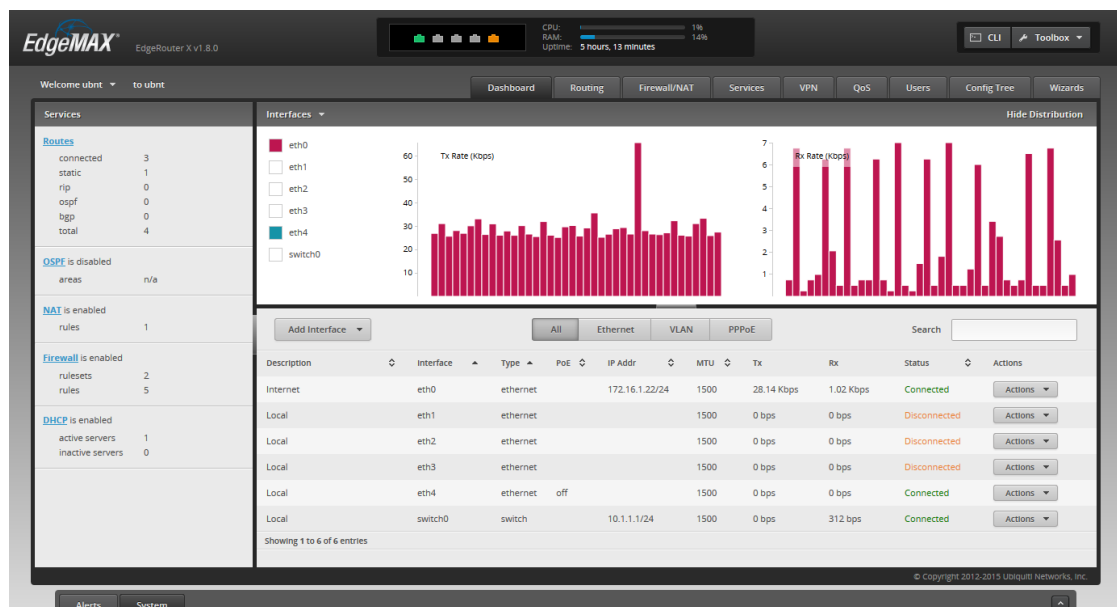 EdgeMAX®
EdgeRouter X v1.8.0
CPU: 1%
RAM: 14%
Uptime: 5 hours, 13 minutes
CLI
Toolbox
Welcome ubnt to ubnt
Dashboard Routing Firewall/NAT Services VPN QoS Users Config Tree Wizards
Services
Routes
connected 3
static 1
rip 0
ospf 0
bgp 0
total 4
OSPF is disabled
areas n/a
NAT is enabled
rules 1
Firewall is enabled
rulesets 2
rules 5
DHCP is enabled
active servers 1
inactive servers 0
Interfaces
Hide Distribution
eth0
eth1
eth2
eth3
eth4
switch0
Tx Rate (Kbps)
60
50
40
30
20
10
Rx Rate (Kbps)
7
6
5
4
3
2
1
Add Interface
All Ethernet VLAN PPPoE
Search
Description Interface Type PoE IP Addr MTU Tx Rx Status Actions
Internet eth0 ethernet 172.16.1.22/24 1500 28.14 Kbps 1.02 Kbps Connected Actions
Local eth1 ethernet 1500 0 bps 0 bps Disconnected Actions
Local eth2 ethernet 1500 0 bps 0 bps Disconnected Actions
Local eth3 ethernet 1500 0 bps 0 bps Disconnected Actions
Local eth4 ethernet off 1500 0 bps 0 bps Connected Actions
Local switch0 switch 10.1.1.1/24 1500 0 bps 312 bps Connected Actions
Showing 1 to 6 of 6 entries
© Copyright 2012-2015 Ubiquiti Networks, Inc.
Alerts System